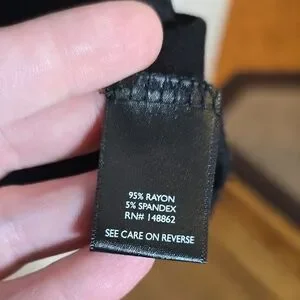 95% RAYON
5% SPANDEX
RN# 148862
SEE CARE ON REVERSE